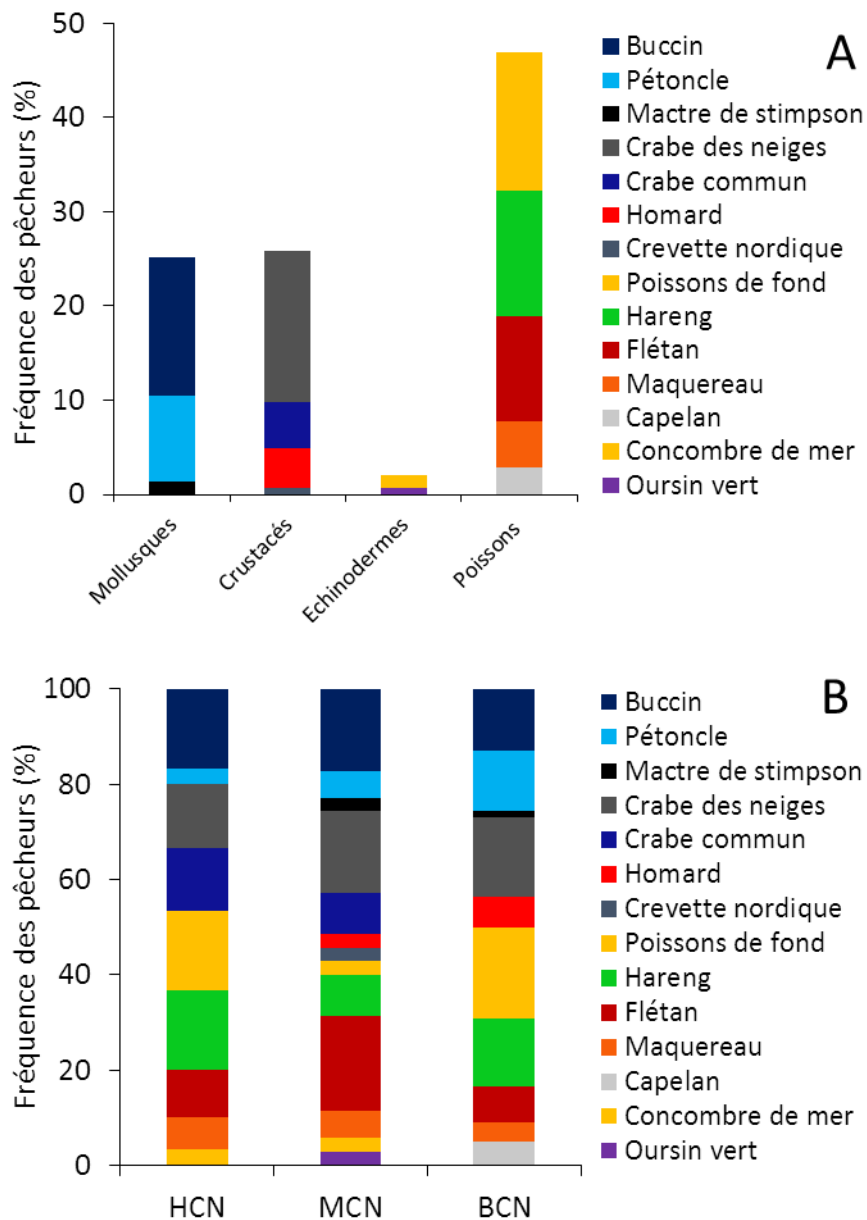 A
Fréquence des pêcheurs (%)
50
40
30
20
10
0
Mollusques
Crustacés
Echinodermes
Poissons
Buccin
Pétoncle
Mactre de stimpson
Crabe des neiges
Crabe commun
Homard
Crevette nordique
Poissons de fond
Hareng
Flétan
Maquereau
Capelan
Concombre de mer
Oursin vert
B
Fréquence des pêcheurs (%)
100
80
60
40
20
0
HCN
MCN
BCN
Buccin
Pétoncle
Mactre de stimpson
Crabe des neiges
Crabe commun
Homard
Crevette nordique
Poissons de fond
Hareng
Flétan
Maquereau
Capelan
Concombre de mer
Oursin vert